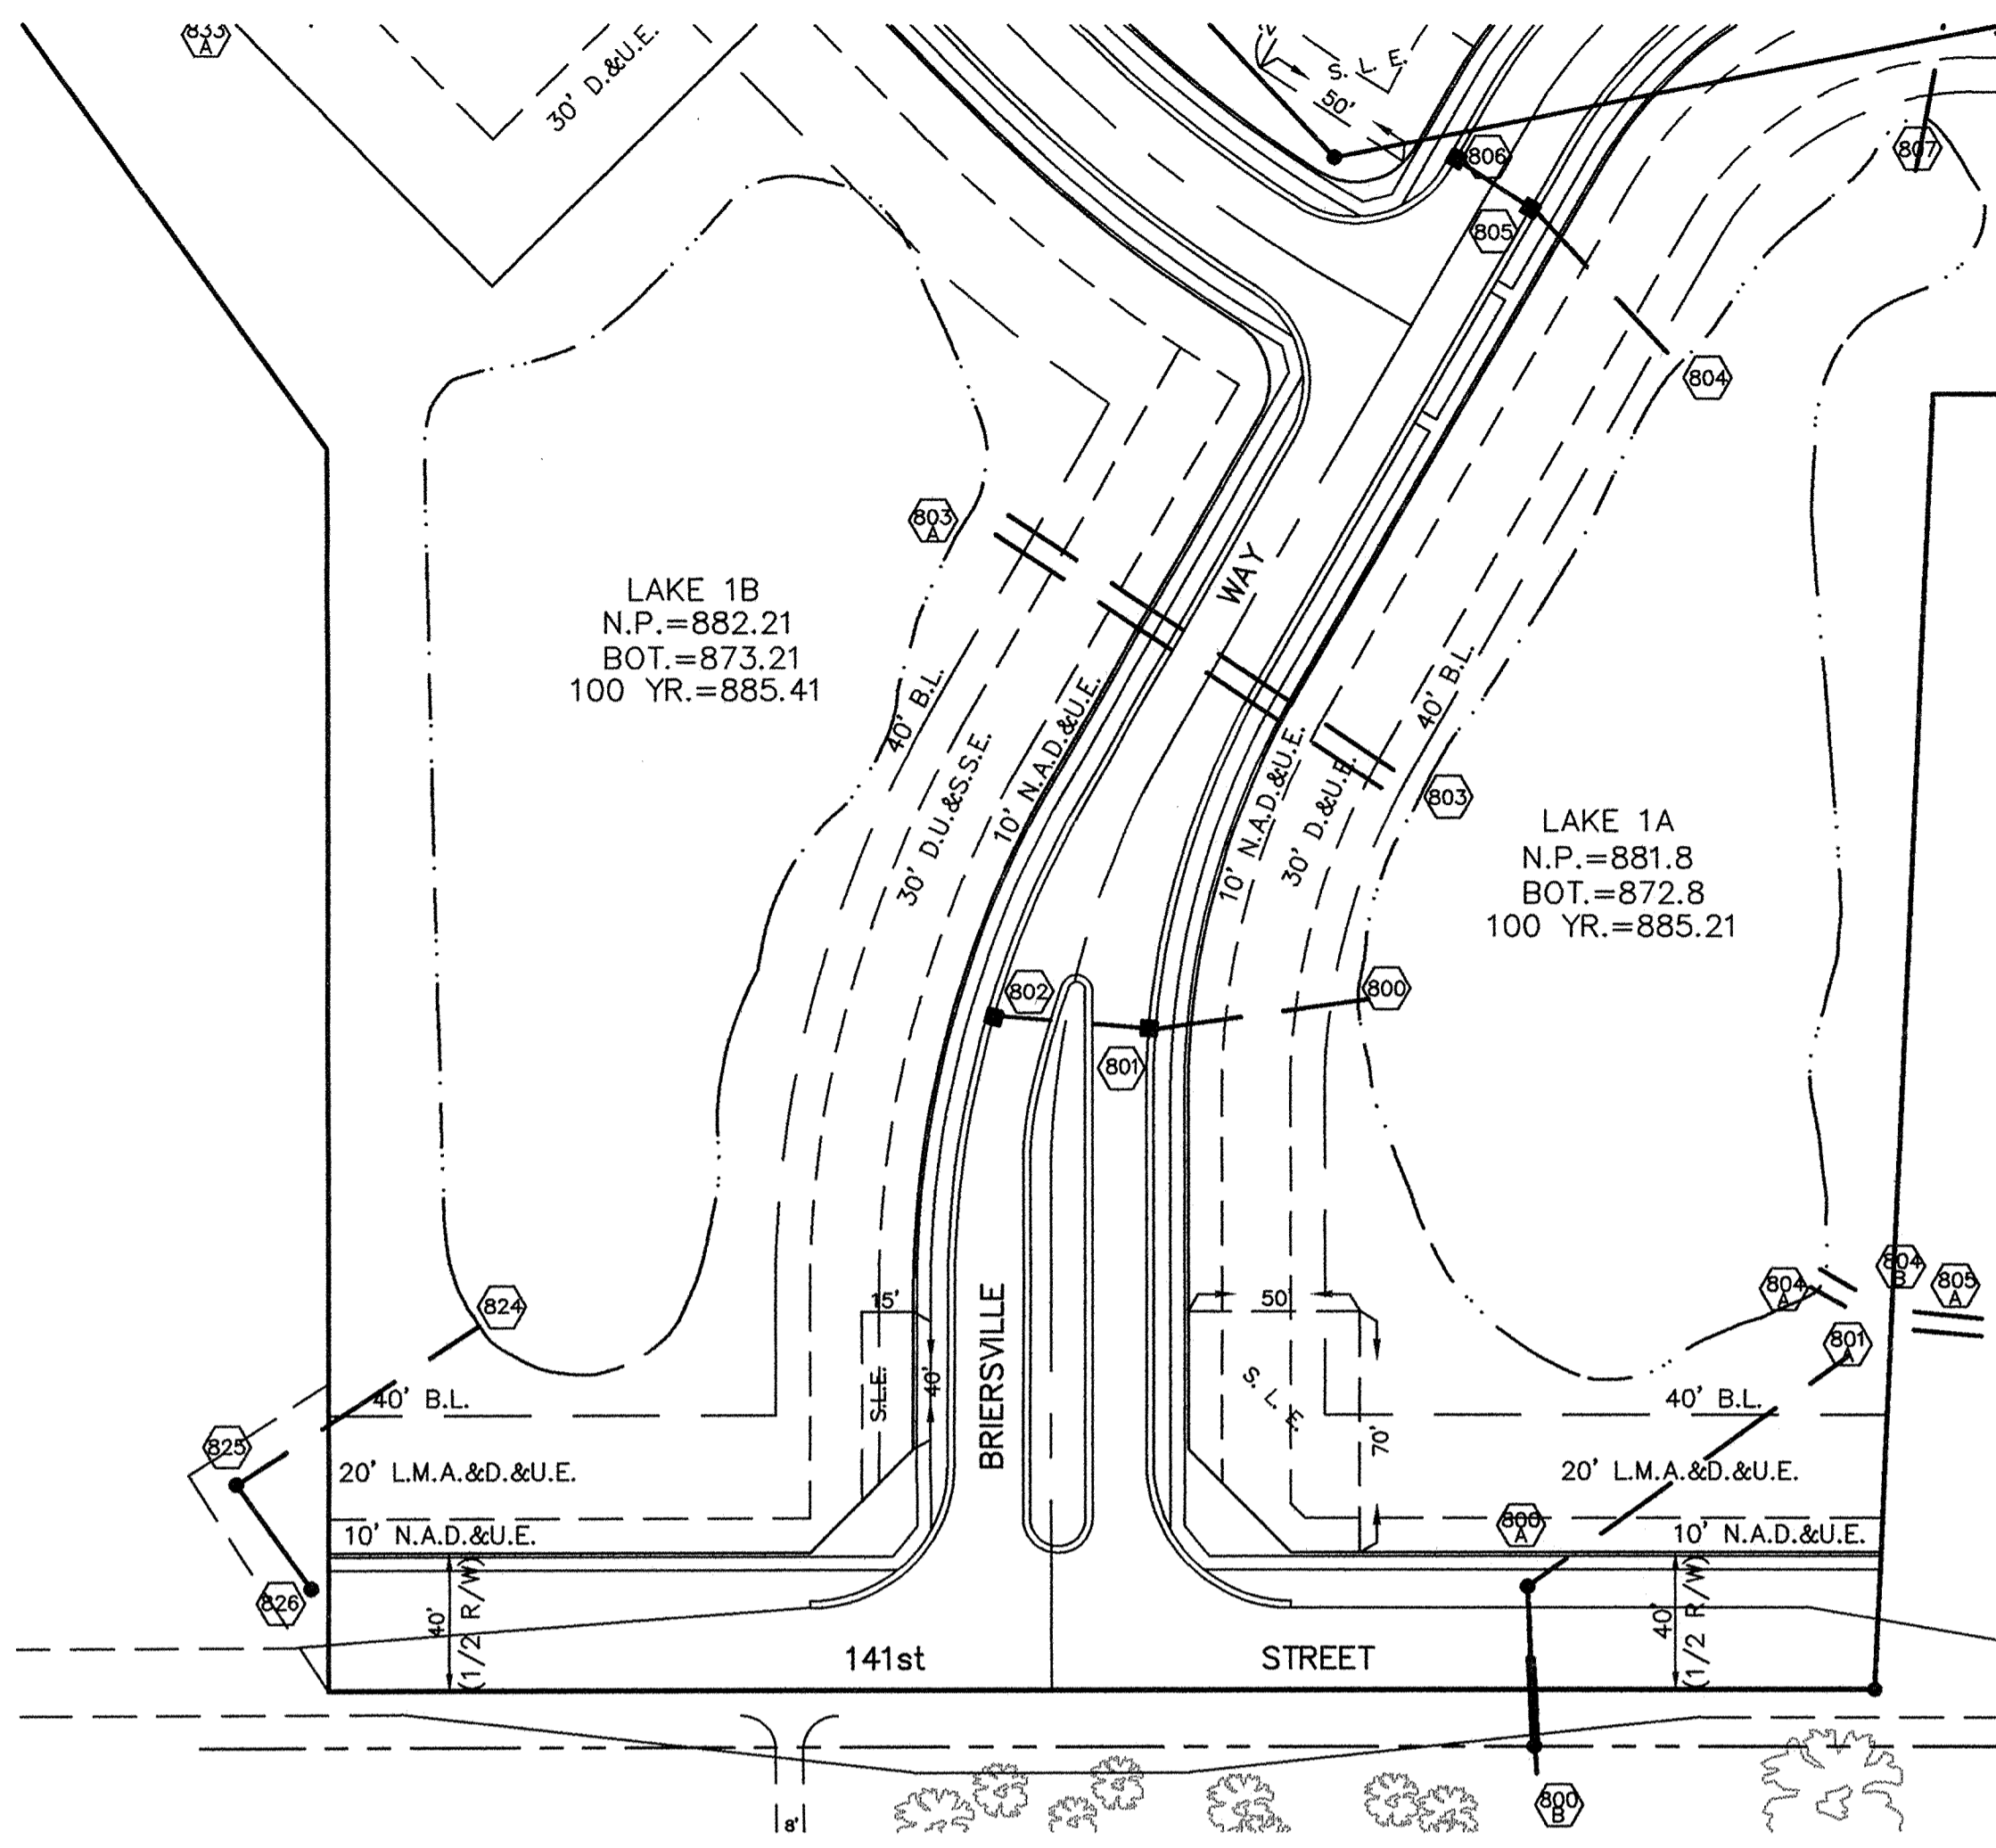 833
A
30' D.&U.E.
S. L. E.
50'
806
807
805
804
803
A
LAKE 1B
N.P.=882.21
BOT.=873.21
100 YR.=885.41
WAY
40' B.L.
30' D.U.&S.S.E.
10' N.A.D.&U.E.
10' N.A.D.&U.E.
30' D.&U.E.
40' B.L.
803
LAKE 1A
N.P.=881.8
BOT.=872.8
100 YR.=885.21
802
800
801
824
15'
S.L.E.
40'
BRIERSVILLE
50'
S. L. E.
70'
804
A
804
B
805
A
801
A
40' B.L.
40' B.L.
825
20' L.M.A.&D.&U.E.
20' L.M.A.&D.&U.E.
800
A
10' N.A.D.&U.E.
10' N.A.D.&U.E.
826
40'
(1/2 R/W)
40'
(1/2 R/W)
141st STREET
800
B
8'